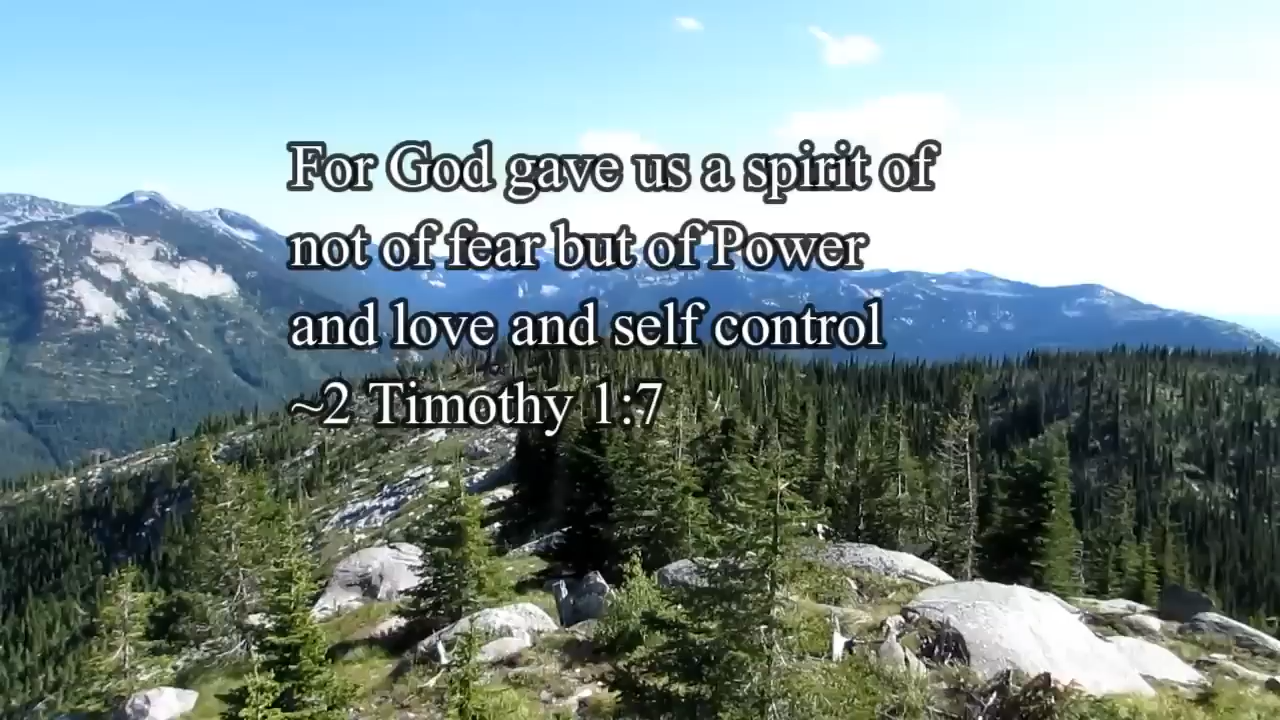 For God gave us a spirit of
not of fear but of Power
and love and self control
~2 Timothy 1:7